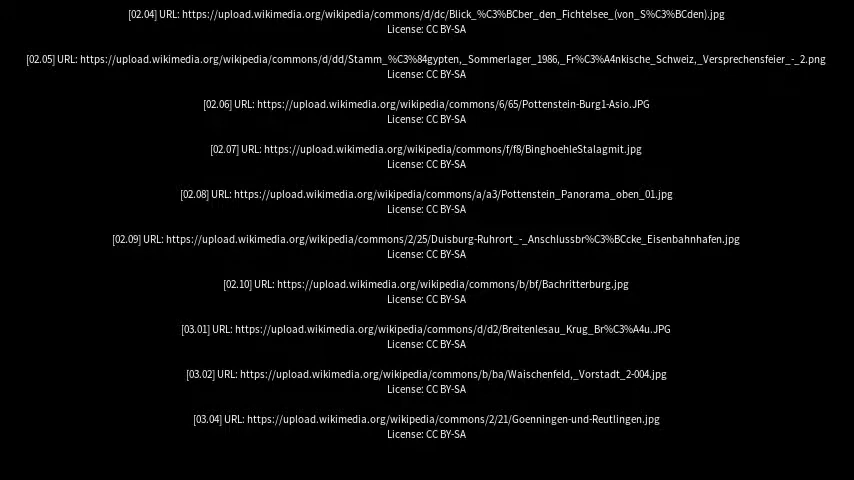 [02.04] URL: https://upload.wikimedia.org/wikipedia/commons/d/dc/Blick_%C3%BCber_den_Fichtelsee_(von_S%C3%BCden).jpg
License: CC BY-SA
[02.05] URL: https://upload.wikimedia.org/wikipedia/commons/d/dd/Stamm_%C3%84gypten,_Sommerlager_1986,_Fr%C3%A4nkische_Schweiz,_Versprechensfeier_-_2.png
License: CC BY-SA
[02.06] URL: https://upload.wikimedia.org/wikipedia/commons/6/65/Pottenstein-Burg1-Asio.JPG
License: CC BY-SA
[02.07] URL: https://upload.wikimedia.org/wikipedia/commons/f/f8/BinghoehleStalagmit.jpg
License: CC BY-SA
[02.08] URL: https://upload.wikimedia.org/wikipedia/commons/a/a3/Pottenstein_Panorama_oben_01.jpg
License: CC BY-SA
[02.09] URL: https://upload.wikimedia.org/wikipedia/commons/2/25/Duisburg-Ruhrort_-_Anschlussbr%C3%BCcke_Eisenbahnhafen.jpg
License: CC BY-SA
[02.10] URL: https://upload.wikimedia.org/wikipedia/commons/b/bf/Bachritterburg.jpg
License: CC BY-SA
[03.01] URL: https://upload.wikimedia.org/wikipedia/commons/d/d2/Breitenlesau_Krug_Br%C3%A4u.JPG
License: CC BY-SA
[03.02] URL: https://upload.wikimedia.org/wikipedia/commons/b/ba/Waischenfeld,_Vorstadt_2-004.jpg
License: CC BY-SA
[03.04] URL: https://upload.wikimedia.org/wikipedia/commons/2/21/Goenningen-und-Reutlingen.jpg
License: CC BY-SA